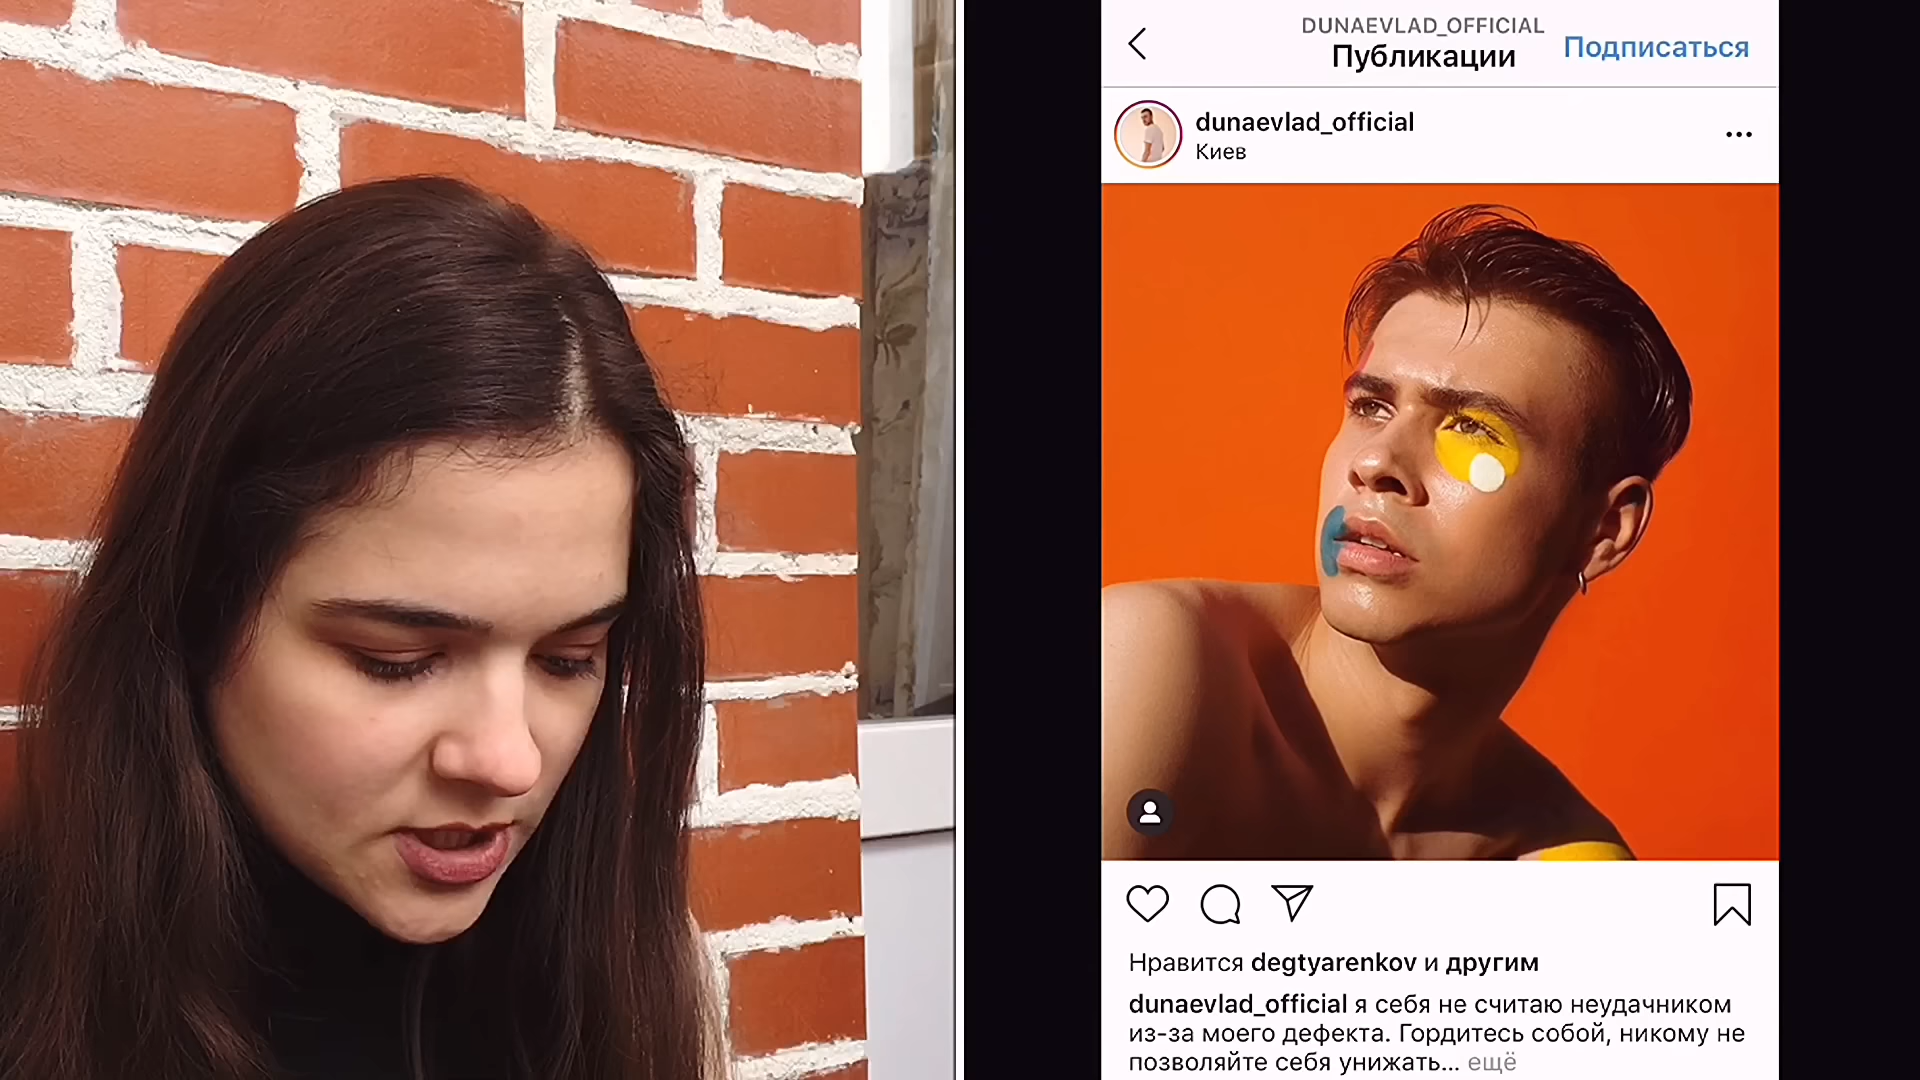 DUNAEVLAD_OFFICIAL
Публикации
Подписаться
dunaevlad_official
Киев
Нравится degtyarenkov и другим
dunaevlad_official я себя не считаю неудачником
из-за моего дефекта. Гордитесь собой, никому не
позволяйте себя унижать... ещё